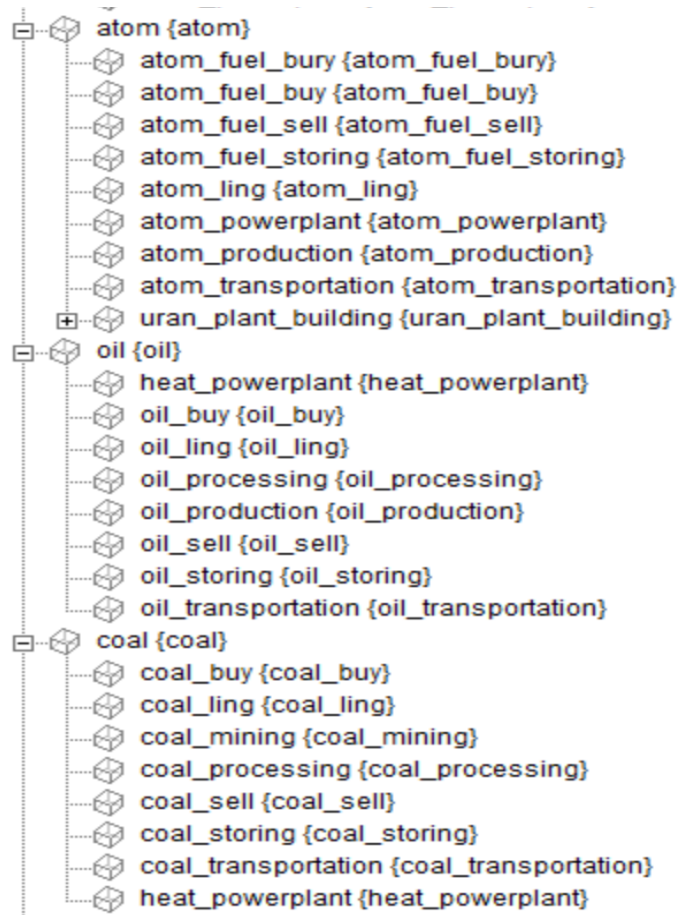 atom {atom}
atom_fuel_bury {atom_fuel_bury}
atom_fuel_buy {atom_fuel_buy}
atom_fuel_sell {atom_fuel_sell}
atom_fuel_storing {atom_fuel_storing}
atom_ling {atom_ling}
atom_powerplant {atom_powerplant}
atom_production {atom_production}
atom_transportation {atom_transportation}
uran_plant_building {uran_plant_building}
oil {oil}
heat_powerplant {heat_powerplant}
oil_buy {oil_buy}
oil_ling {oil_ling}
oil_processing {oil_processing}
oil_production {oil_production}
oil_sell {oil_sell}
oil_storing {oil_storing}
oil_transportation {oil_transportation}
coal {coal}
coal_buy {coal_buy}
coal_ling {coal_ling}
coal_mining {coal_mining}
coal_processing {coal_processing}
coal_sell {coal_sell}
coal_storing {coal_storing}
coal_transportation {coal_transportation}
heat_powerplant {heat_powerplant}